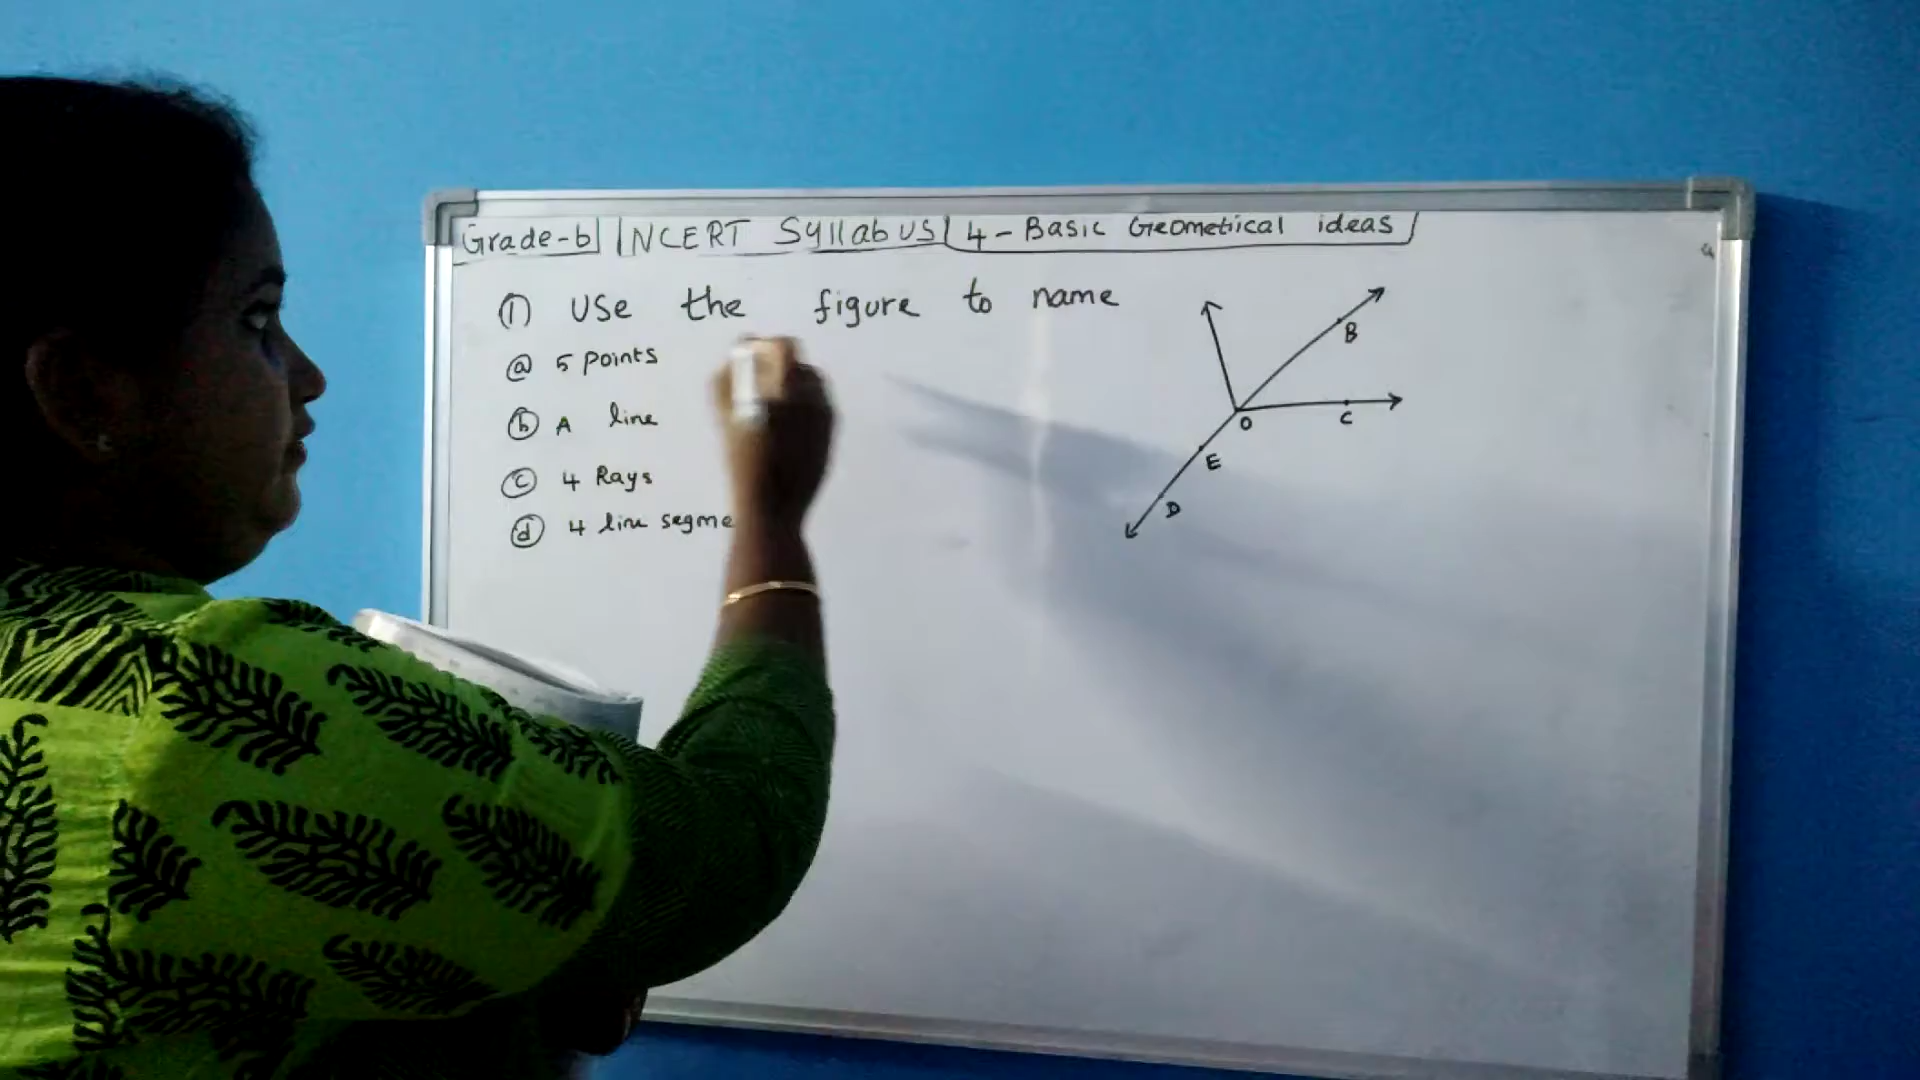 Grade-6 NCERT Syllabus 4 - Basic Geometiical ideas
① Use the figure to name
ⓐ 5 points
ⓑ A line
ⓒ 4 Rays
ⓓ 4 line segme
B
O
C
E
D